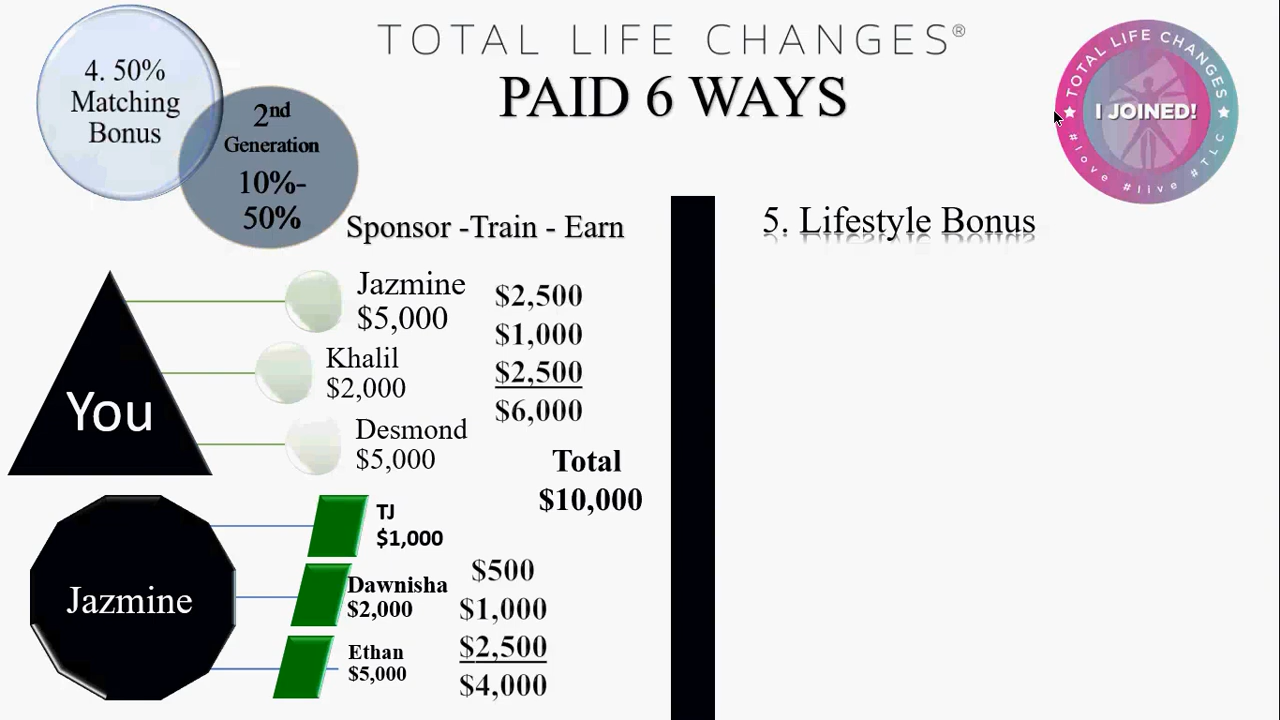 TOTAL LIFE CHANGES®
PAID 6 WAYS
4. 50%
Matching
Bonus
2nd
Generation
10%-
50%
TOTAL LIFE CHANGES
I JOINED!
#love #live #TLC
Sponsor -Train - Earn
You
Jazmine
$5,000
Khalil
$2,000
Desmond
$5,000
$2,500
$1,000
$2,500
$6,000
Total
$10,000
Jazmine
TJ
$1,000
Dawnisha
$2,000
Ethan
$5,000
$500
$1,000
$2,500
$4,000
5. Lifestyle Bonus